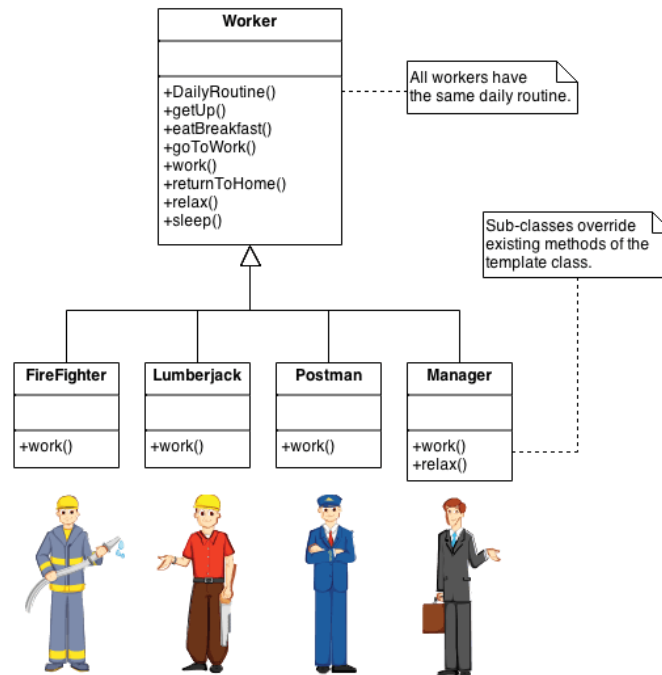 Worker
+DailyRoutine()
+getUp()
+eatBreakfast()
+goToWork()
+work()
+returnToHome()
+relax()
+sleep()
All workers have
the same daily routine.
Sub-classes override
existing methods of the
template class.
FireFighter
+work()
Lumberjack
+work()
Postman
+work()
Manager
+work()
+relax()